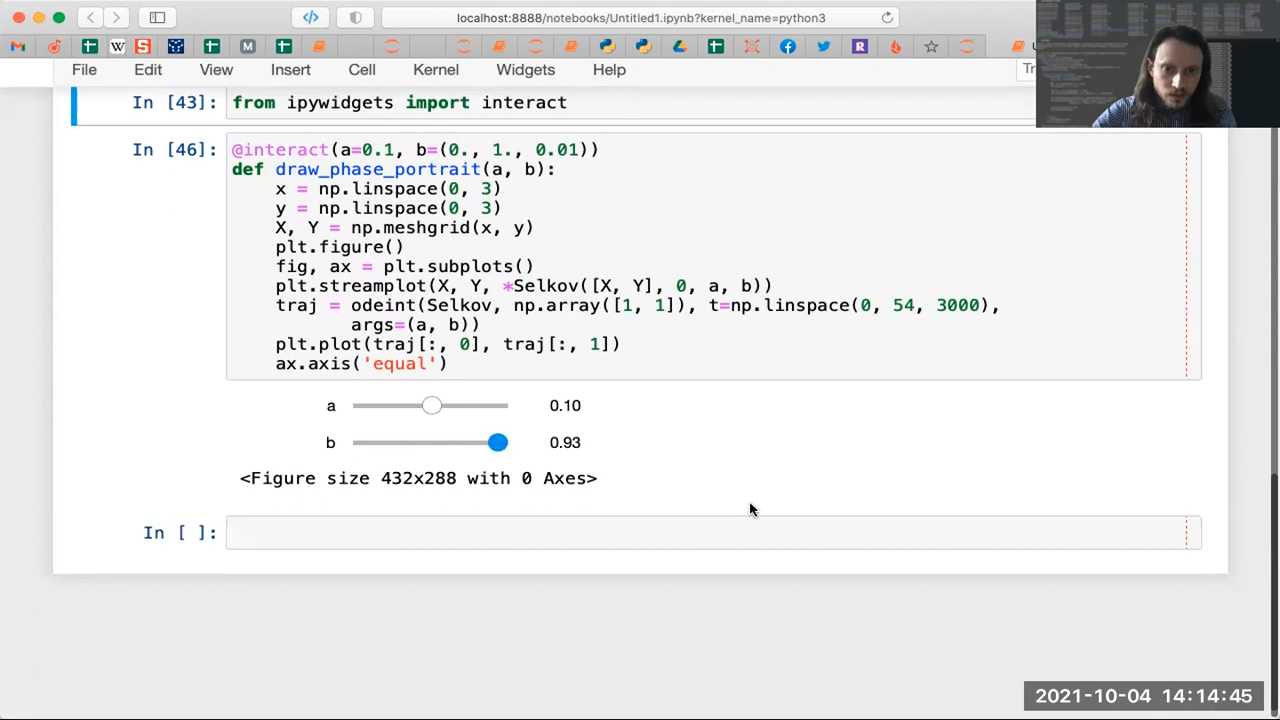 localhost:8888/notebooks/Untitled1.ipynb?kernel_name=python3
File Edit View Insert Cell Kernel Widgets Help Tr
In [43]: from ipywidgets import interact
In [46]: @interact(a=0.1, b=(0., 1., 0.01))
def draw_phase_portrait(a, b):
x = np.linspace(0, 3)
y = np.linspace(0, 3)
X, Y = np.meshgrid(x, y)
plt.figure()
fig, ax = plt.subplots()
plt.streamplot(X, Y, *Selkov([X, Y], 0, a, b))
traj = odeint(Selkov, np.array([1, 1]), t=np.linspace(0, 54, 3000),
args=(a, b))
plt.plot(traj[:, 0], traj[:, 1])
ax.axis('equal')
a 0.10
b 0.93
<Figure size 432x288 with 0 Axes>
In [ ]:
2021-10-04 14:14:45